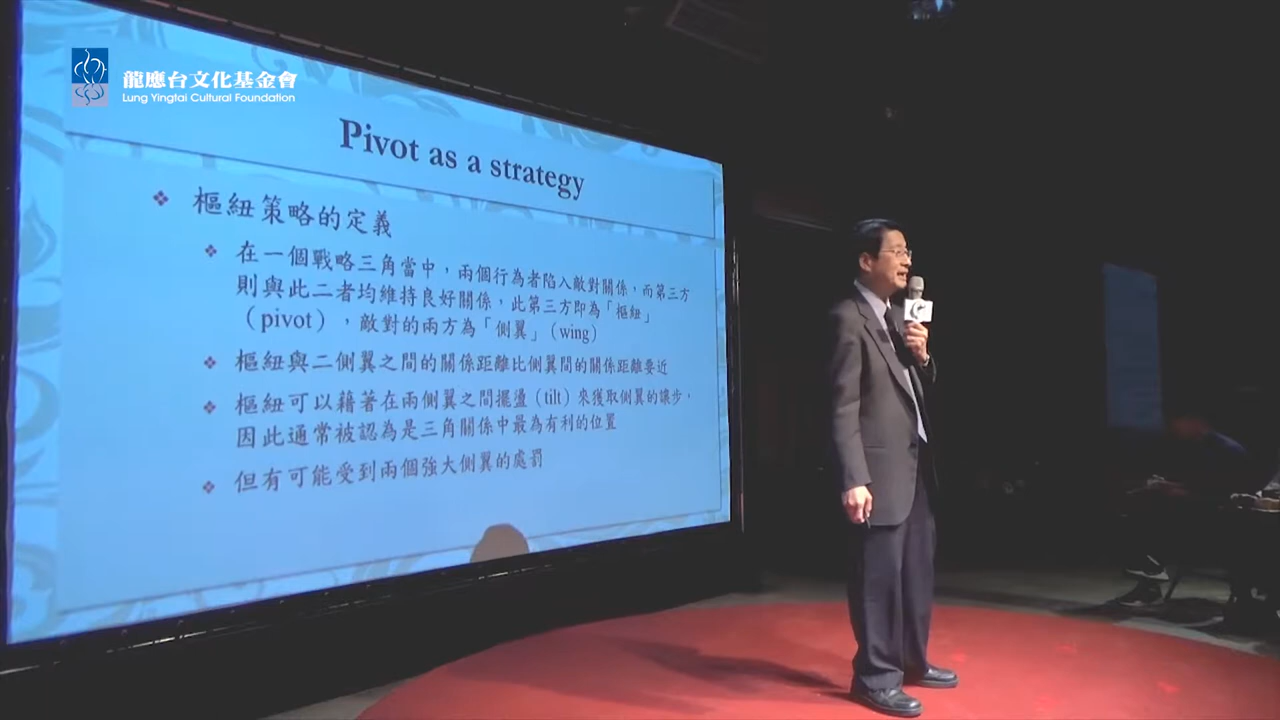 龍應台文化基金會
Lung Yingtai Cultural Foundation
Pivot as a strategy
樞紐策略的定義
在一個戰略三角當中，兩個行為者陷入敵對關係，而第三方
則與此二者均維持良好關係，此第三方即為「樞紐」
（pivot），敵對的兩方為「側翼」（wing）
樞紐與二側翼之間的關係距離比側翼間的關係距離要近
樞紐可以藉著在兩側翼之間擺盪（tilt）來獲取側翼的讓步，
因此通常被認為是三角關係中最為有利的位置
但有可能受到兩個強大側翼的處罰